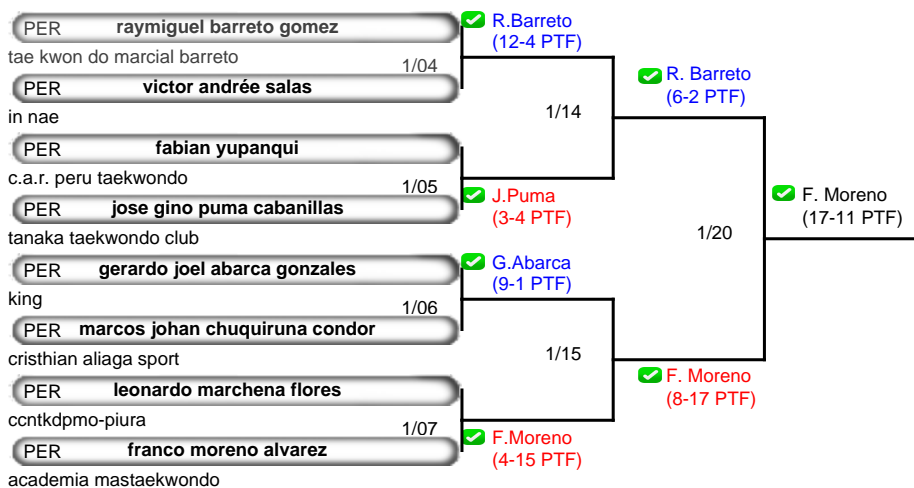 PER raymiguel barreto gomez
tae kwon do marcial barreto
1/04
PER victor andrée salas
in nae
PER fabian yupanqui
c.a.r. peru taekwondo
1/05
PER jose gino puma cabanillas
tanaka taekwondo club
PER gerardo joel abarca gonzales
king
1/06
PER marcos johan chuquiruna condor
cristhian aliaga sport
PER leonardo marchena flores
ccntkdpmo-piura
1/07
PER franco moreno alvarez
academia mastaekwondo
R.Barreto
(12-4 PTF)
1/14
J.Puma
(3-4 PTF)
G.Abarca
(9-1 PTF)
1/15
F.Moreno
(4-15 PTF)
R. Barreto
(6-2 PTF)
1/20
F. Moreno
(8-17 PTF)
F. Moreno
(17-11 PTF)